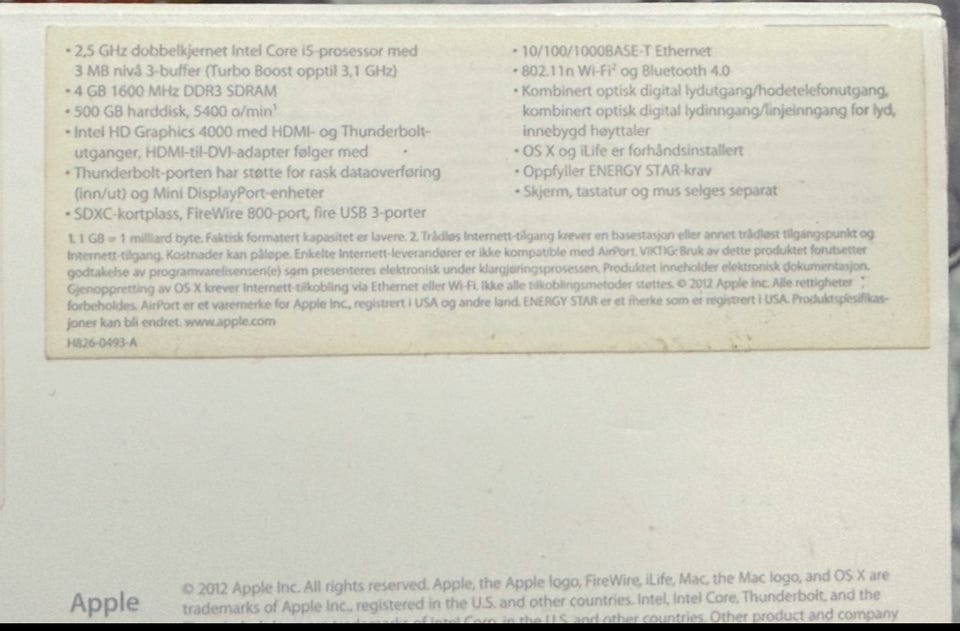 • 2,5 GHz dobbelkjernet Intel Core i5-prosessor med
3 MB nivå 3-buffer (Turbo Boost opptil 3,1 GHz)
• 4 GB 1600 MHz DDR3 SDRAM
• 500 GB harddisk, 5400 o/min¹
• Intel HD Graphics 4000 med HDMI- og Thunderbolt-
utganger, HDMI-til-DVI-adapter følger med
• Thunderbolt-porten har støtte for rask dataoverføring
(inn/ut) og Mini DisplayPort-enheter
• SDXC-kortplass, FireWire 800-port, fire USB 3-porter
• 10/100/1000BASE-T Ethernet
• 802.11n Wi-Fi² og Bluetooth 4.0
• Kombinert optisk digital lydutgang/hodetelefonutgang,
kombinert optisk digital lydinngang/linjeinngang for lyd,
innebygd høyttaler
• OS X og iLife er forhåndsinstallert
• Oppfyller ENERGY STAR-krav
• Skjerm, tastatur og mus selges separat
1. 1 GB = 1 milliard byte. Faktisk formatert kapasitet er lavere. 2. Trådløs Internett-tilgang krever en basestasjon eller annet trådløst tilgangspunkt og
Internett-tilgang. Kostnader kan påløpe. Enkelte Internett-leverandører er ikke kompatible med AirPort. VIKTIG: Bruk av dette produktet forutsetter
godtakelse av programvarelisensen(e) som presenteres elektronisk under klargjøringsprosessen. Produktet inneholder elektronisk dokumentasjon.
Gjenoppretting av OS X krever Internett-tilkobling via Ethernet eller Wi-Fi. Ikke alle tilkoblingsmetoder støttes. © 2012 Apple Inc. Alle rettigheter
forbeholdes. AirPort er et varemerke for Apple Inc., registrert i USA og andre land. ENERGY STAR er et merke som er registrert i USA. Produktspesifikas-
joner kan bli endret. www.apple.com
H826-0493-A
Apple
© 2012 Apple Inc. All rights reserved. Apple, the Apple logo, FireWire, iLife, Mac, the Mac logo, and OS X are
trademarks of Apple Inc., registered in the U.S. and other countries. Intel, Intel Core, Thunderbolt, and the
trademarks of Intel Corp. in the U.S. and other countries. Other product and company